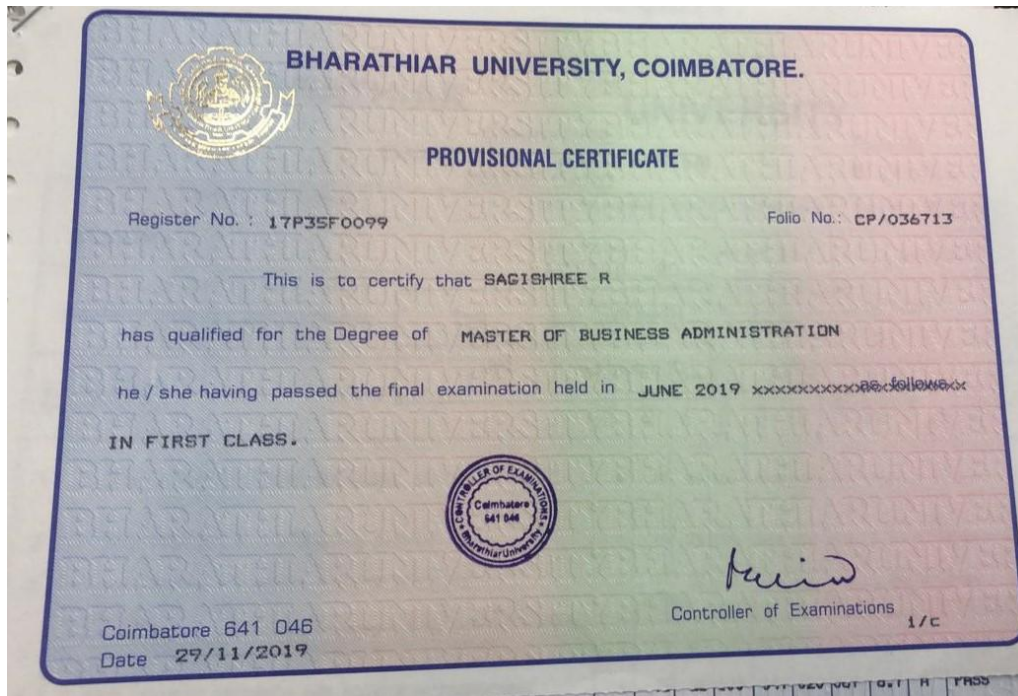 BHARATHIAR UNIVERSITY, COIMBATORE.
PROVISIONAL CERTIFICATE
Register No. : 17P35F0099
Folio No.: CP/036713
This is to certify that SAGISHREE R
has qualified for the Degree of MASTER OF BUSINESS ADMINISTRATION
he / she having passed the final examination held in JUNE 2019 xxxxxxxxxxas followsxx
IN FIRST CLASS.
CONTROLLER OF EXAMINATIONS
Coimbatore
641 046
Bharathiar University
Controller of Examinations
1/c
Coimbatore 641 046
Date 29/11/2019
PASS